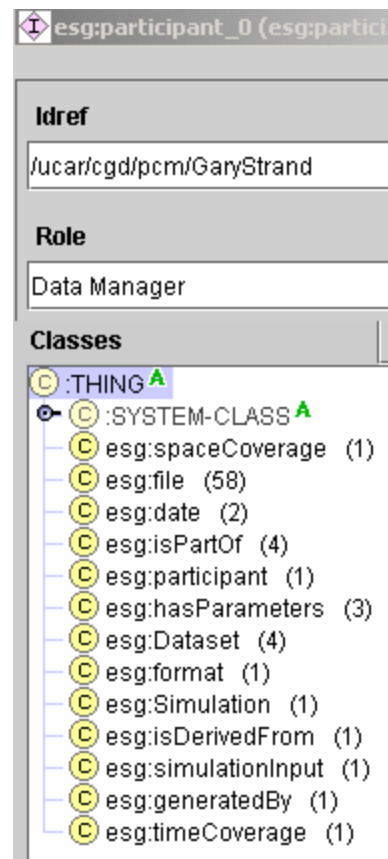 esg:participant_0 (esg:partici
Idref
/ucar/cgd/pcm/GaryStrand
Role
Data Manager
Classes
C :THING A
C :SYSTEM-CLASS A
C esg:spaceCoverage (1)
C esg:file (58)
C esg:date (2)
C esg:isPartOf (4)
C esg:participant (1)
C esg:hasParameters (3)
C esg:Dataset (4)
C esg:format (1)
C esg:Simulation (1)
C esg:isDerivedFrom (1)
C esg:simulationInput (1)
C esg:generatedBy (1)
C esg:timeCoverage (1)